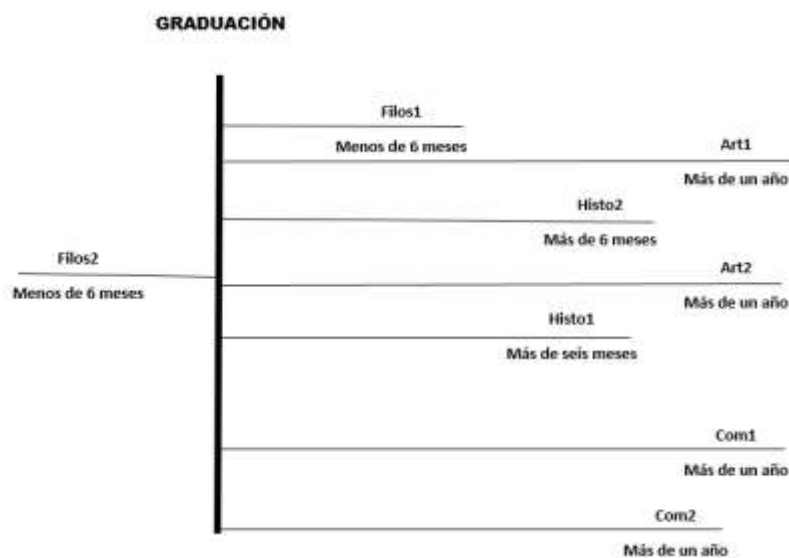 GRADUACIÓN
Filos1
Menos de 6 meses
Art1
Más de un año
Histo2
Más de 6 meses
Filos2
Menos de 6 meses
Art2
Más de un año
Histo1
Más de seis meses
Com1
Más de un año
Com2
Más de un año